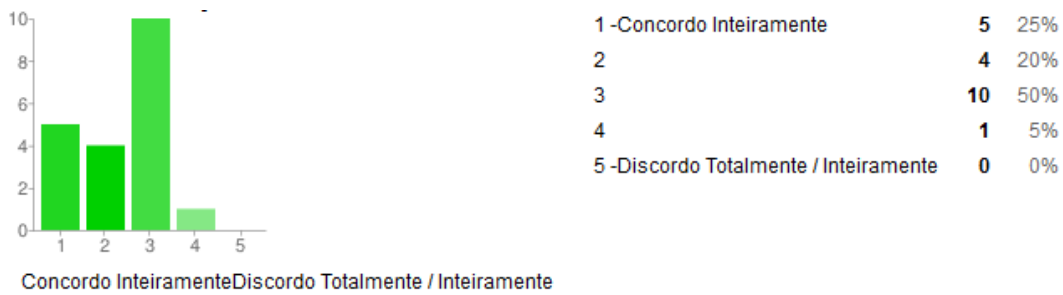 10
8
6
4
2
0
1 2 3 4 5
Concordo InteiramenteDiscordo Totalmente / Inteiramente
1 -Concordo Inteiramente 5 25%
2 4 20%
3 10 50%
4 1 5%
5 -Discordo Totalmente / Inteiramente 0 0%